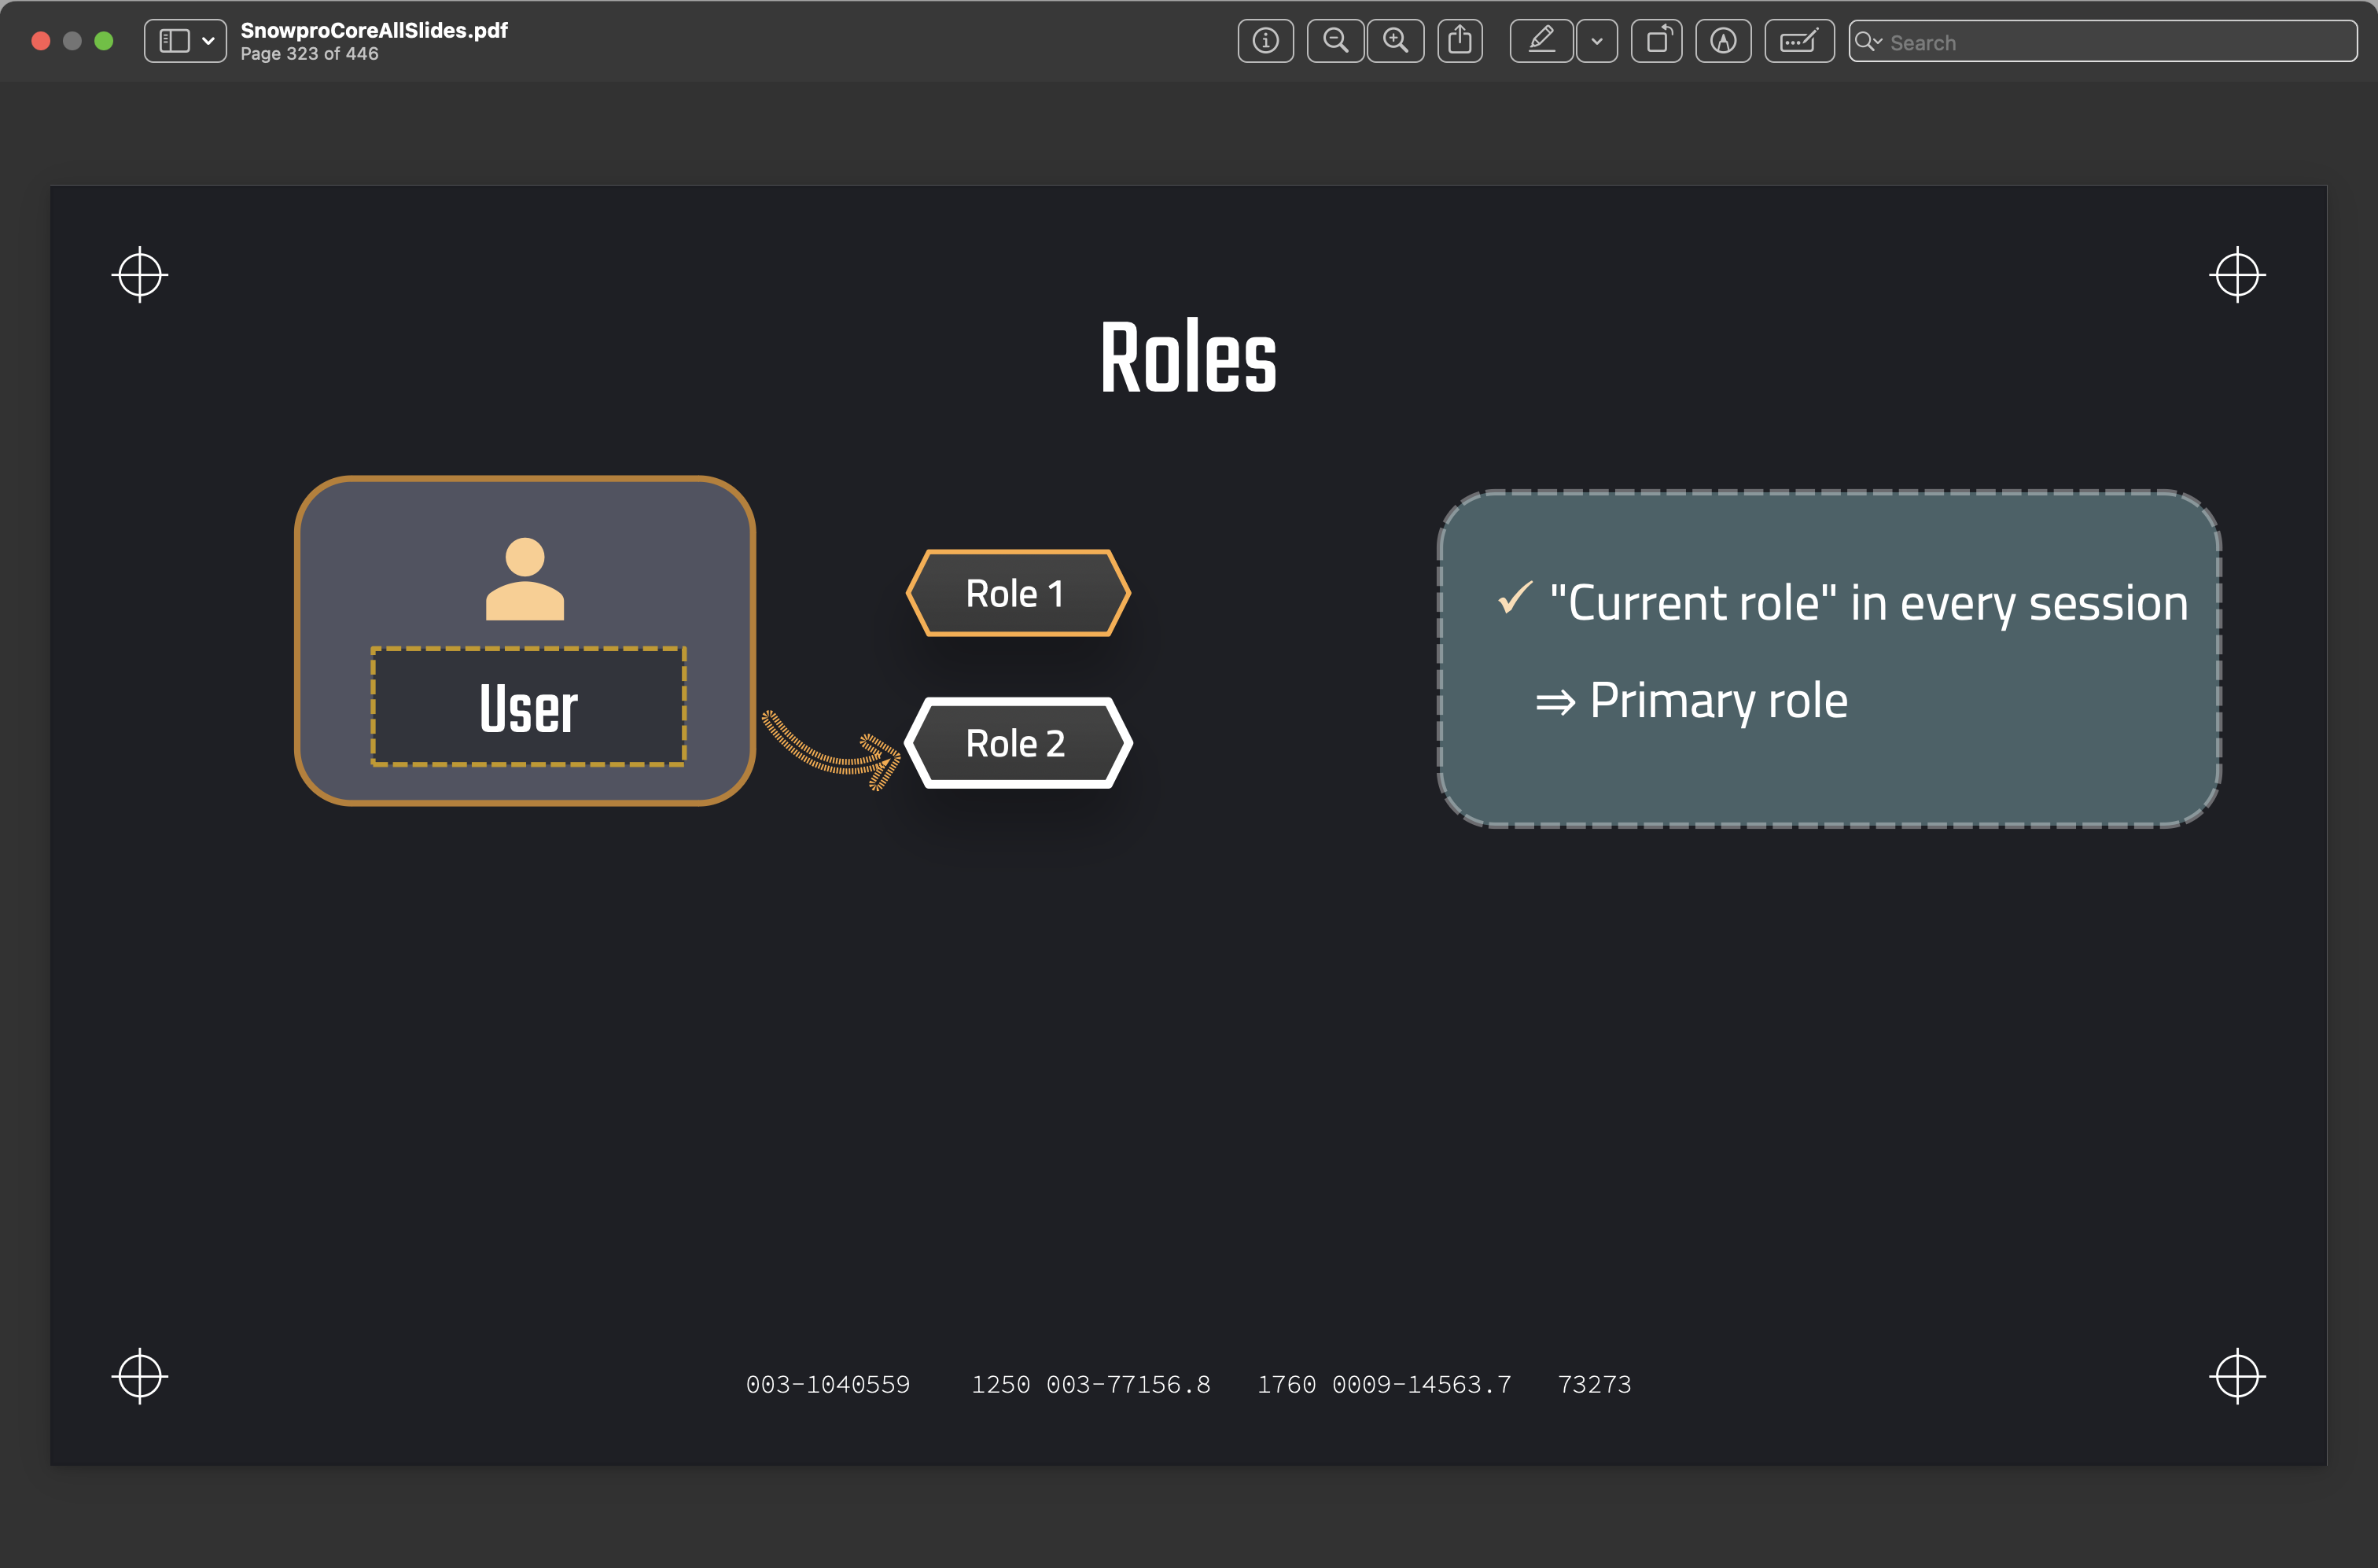 SnowproCoreAllSlides.pdf
Page 323 of 446
Search
Roles
User
Role 1
Role 2
✓ "Current role" in every session
⇒ Primary role
003-1040559 1250 003-77156.8 1760 0009-14563.7 73273